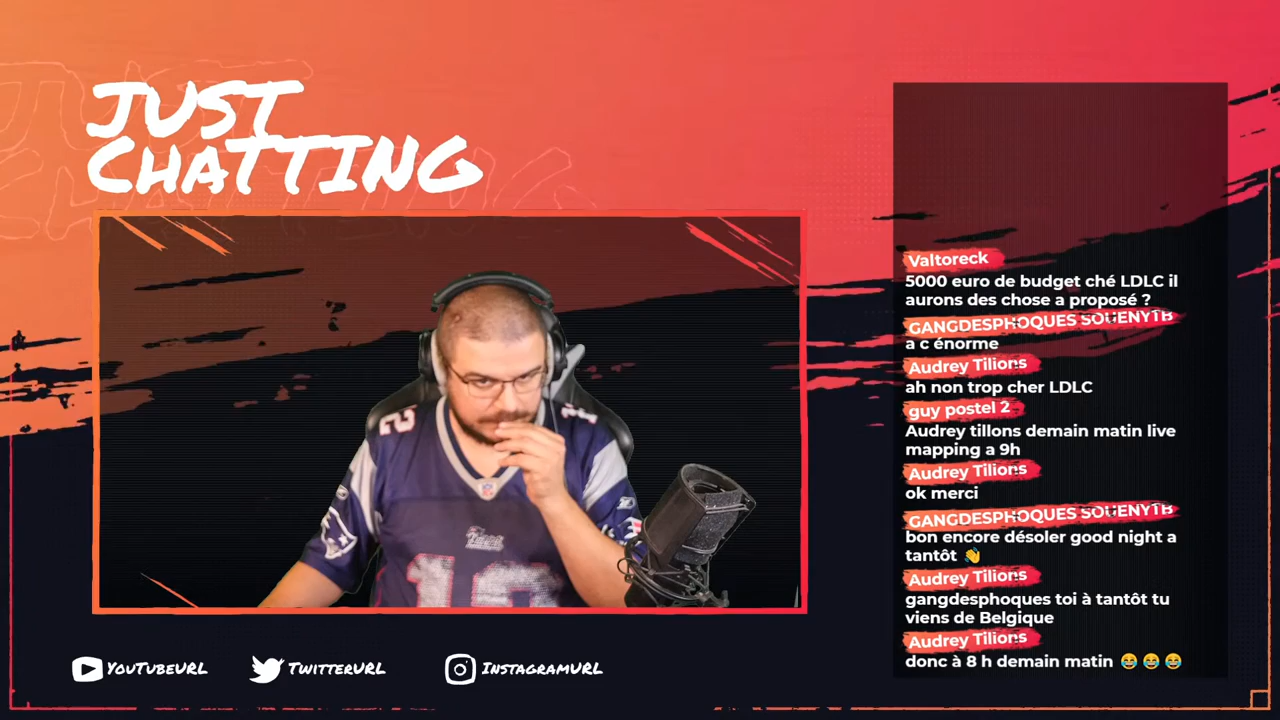 JUST
CHATTING
Valtoreck
5000 euro de budget ché LDLC il
aurons des chose a proposé ?
GANGDESPHOQUES SOHENYTB
a c énorme
Audrey Tilions
ah non trop cher LDLC
guy postel 2
Audrey tillons demain matin live
mapping a 9h
Audrey Tilions
ok merci
GANGDESPHOQUES SOHENYTB
bon encore désoler good night a
tantôt 👋
Audrey Tilions
gangdesphoques toi à tantôt tu
viens de Belgique
Audrey Tilions
donc à 8 h demain matin 😂 😂 😂
YouTubeURL
TwitterURL
InstagramURL